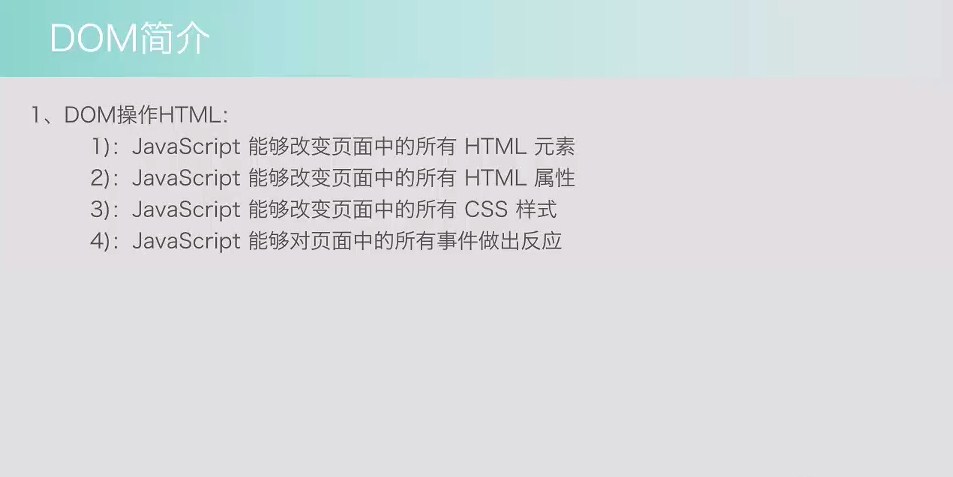 DOM简介
1、DOM操作HTML:
1): JavaScript 能够改变页面中的所有 HTML 元素
2): JavaScript 能够改变页面中的所有 HTML 属性
3): JavaScript 能够改变页面中的所有 CSS 样式
4): JavaScript 能够对页面中的所有事件做出反应